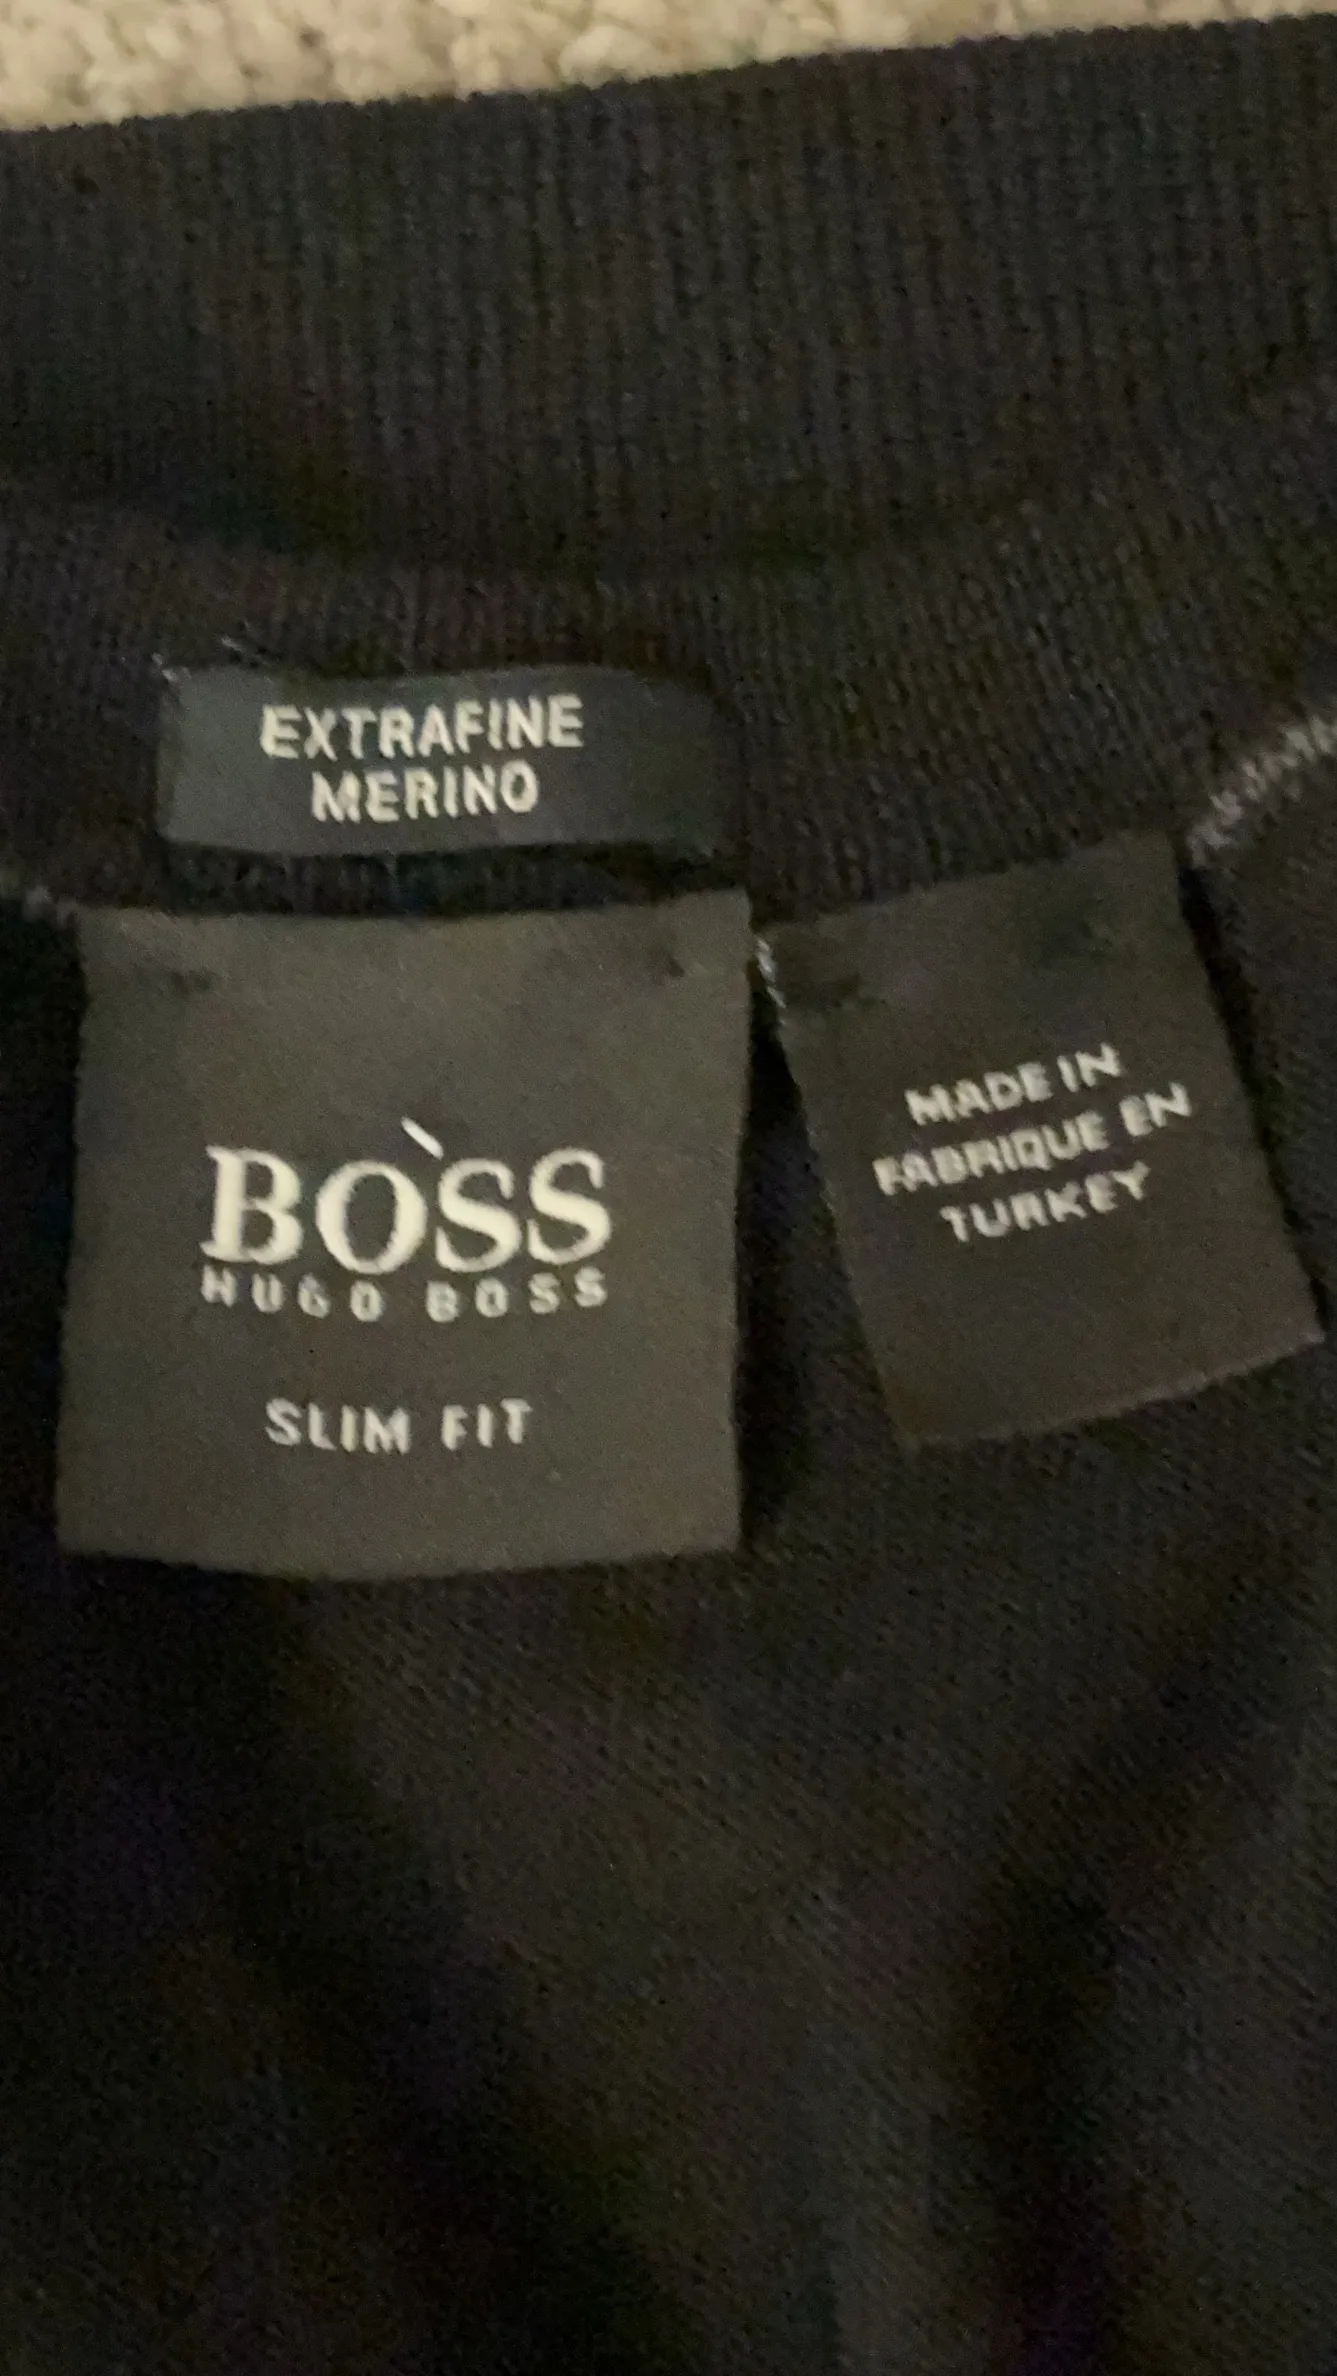 EXTRAFINE
MERINO
BOSS
HUGO BOSS
SLIM FIT
MADE IN
FABRIQUE EN
TURKEY